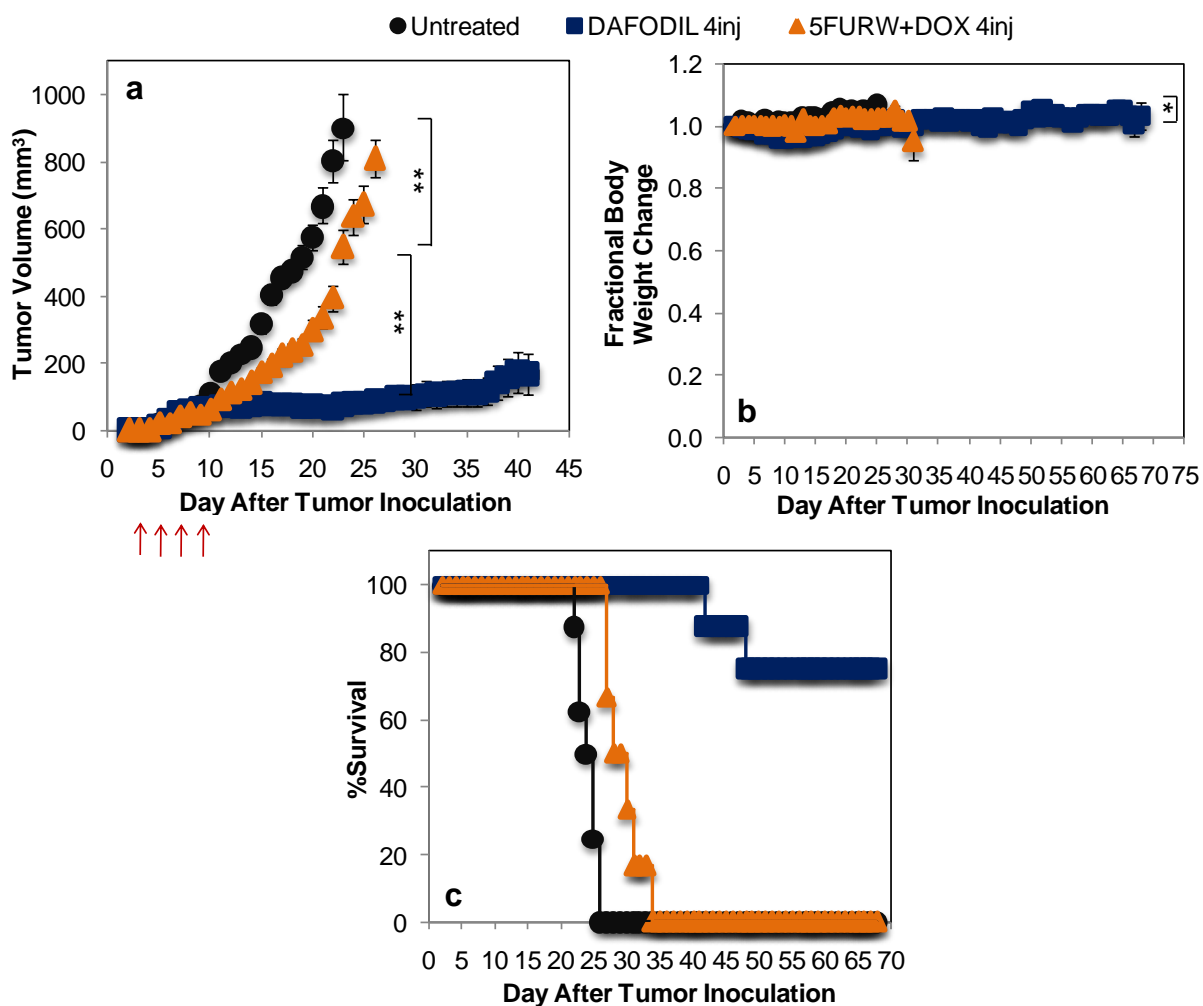 Untreated DAFODIL 4inj 5FURW+DOX 4inj
a
Tumor Volume (mm³)
1000
800
600
400
200
0
**
**
0 5 10 15 20 25 30 35 40 45
Day After Tumor Inoculation
b
Fractional Body
Weight Change
1.2
1.0
0.8
0.6
0.4
0.2
0.0
*
0 5 10 15 20 25 30 35 40 45 50 55 60 65 70 75
Day After Tumor Inoculation
c
%Survival
100
80
60
40
20
0
0 5 10 15 20 25 30 35 40 45 50 55 60 65 70
Day After Tumor Inoculation